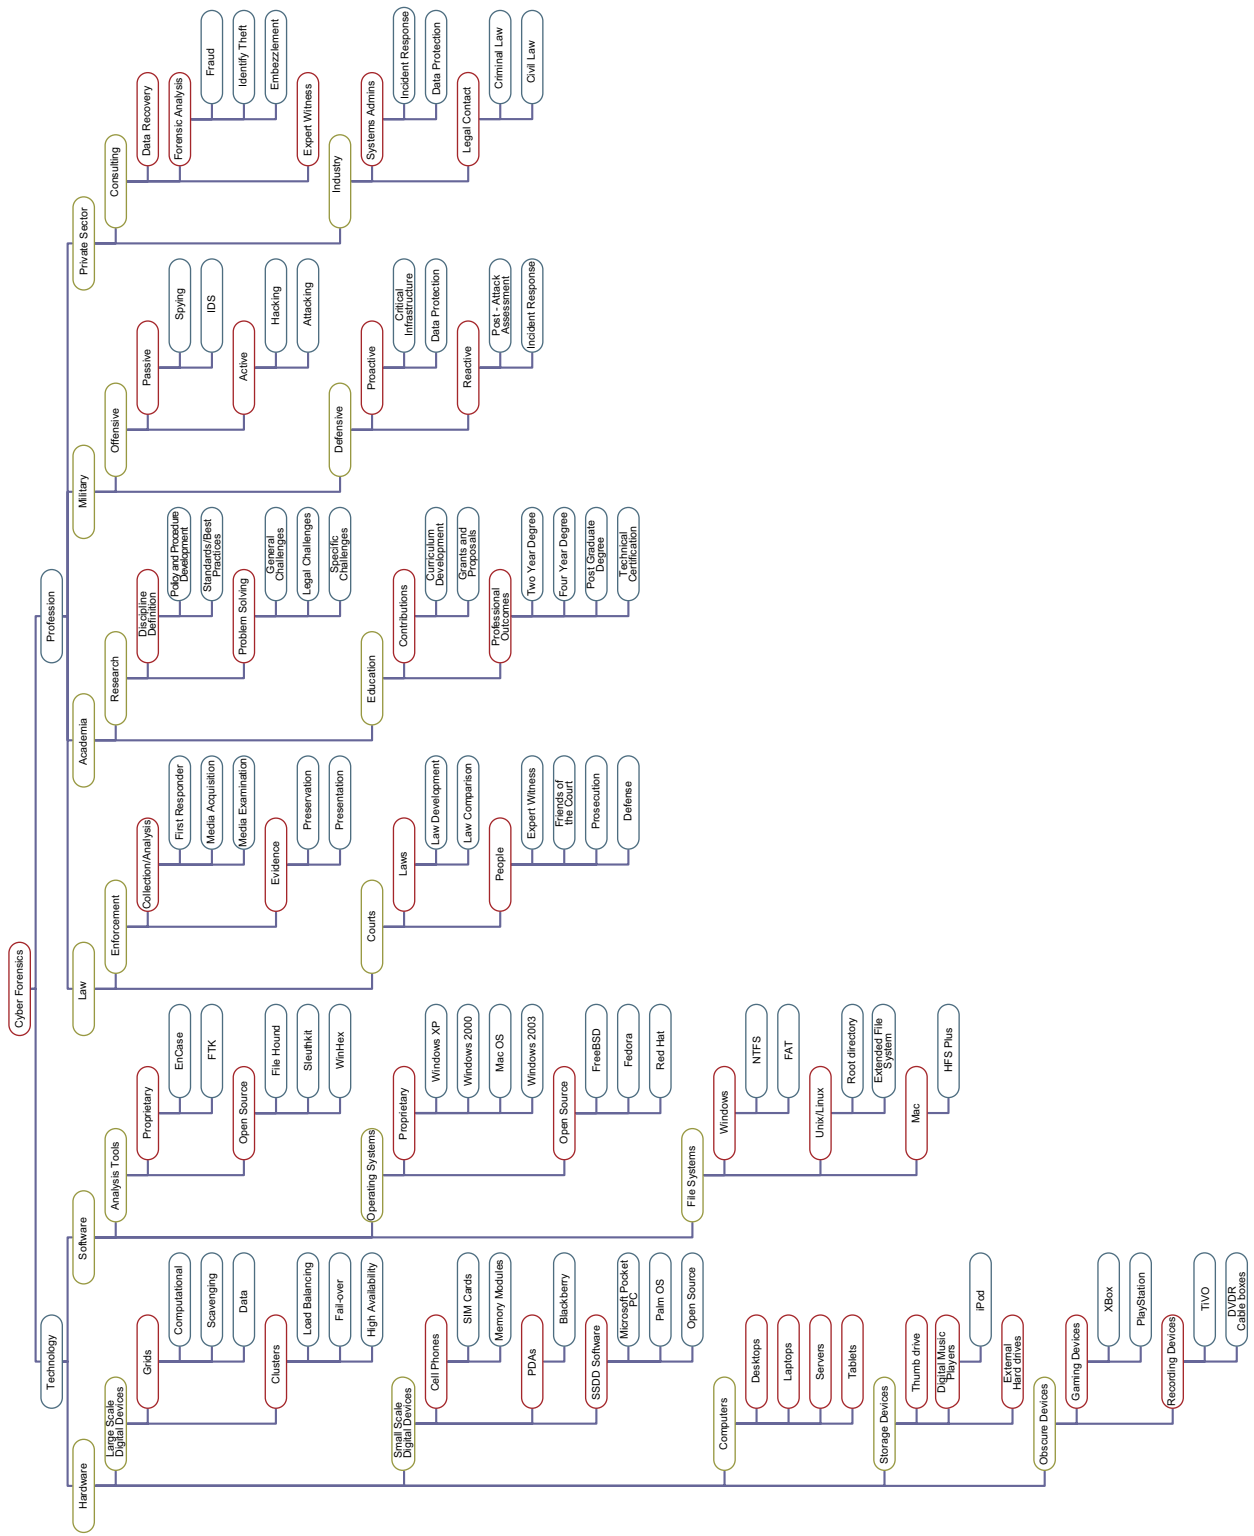 Cyber Forensics
Technology
Hardware
Large Scale
Digital Devices
Grids
Computational
Scavenging
Data
Clusters
Load Balancing
Fail-over
High Availability
Small Scale
Digital Devices
Cell Phones
SIM Cards
Memory Modules
PDAs
Blackberry
SSDD Software
Microsoft Pocket
PC
Palm OS
Open Source
Computers
Desktops
Laptops
Servers
Tablets
Storage Devices
Thumb drive
Digital Music
Players
iPod
External
Hard drives
Obscure Devices
Gaming Devices
XBox
PlayStation
Recording Devices
TiVO
DVDR
Cable boxes
Software
Analysis Tools
Proprietary
EnCase
FTK
Open Source
File Hound
Sleuthkit
WinHex
Operating Systems
Proprietary
Windows XP
Windows 2000
Mac OS
Windows 2003
Open Source
FreeBSD
Fedora
Red Hat
File Systems
Windows
NTFS
FAT
Unix/Linux
Root directory
Extended File
System
Mac
HFS Plus
Profession
Law
Enforcement
Collection/Analysis
First Responder
Media Acquisition
Media Examination
Evidence
Preservation
Presentation
Courts
Laws
Law Development
Law Comparison
People
Expert Witness
Friends of
the Court
Prosecution
Defense
Academia
Research
Discipline
Definition
Policy and Procedure
Development
Standards/Best
Practices
Problem Solving
General
Challenges
Legal Challenges
Specific
Challenges
Education
Contributions
Curriculum
Development
Grants and
Proposals
Professional
Outcomes
Two Year Degree
Four Year Degree
Post Graduate
Degree
Technical
Certification
Military
Offensive
Passive
Spying
IDS
Active
Hacking
Attacking
Defensive
Proactive
Critical
Infrastructure
Data Protection
Reactive
Post - Attack
Assessment
Incident Response
Private Sector
Consulting
Data Recovery
Forensic Analysis
Fraud
Identify Theft
Embezzlement
Expert Witness
Industry
Systems Admins
Incident Response
Data Protection
Legal Contact
Criminal Law
Civil Law